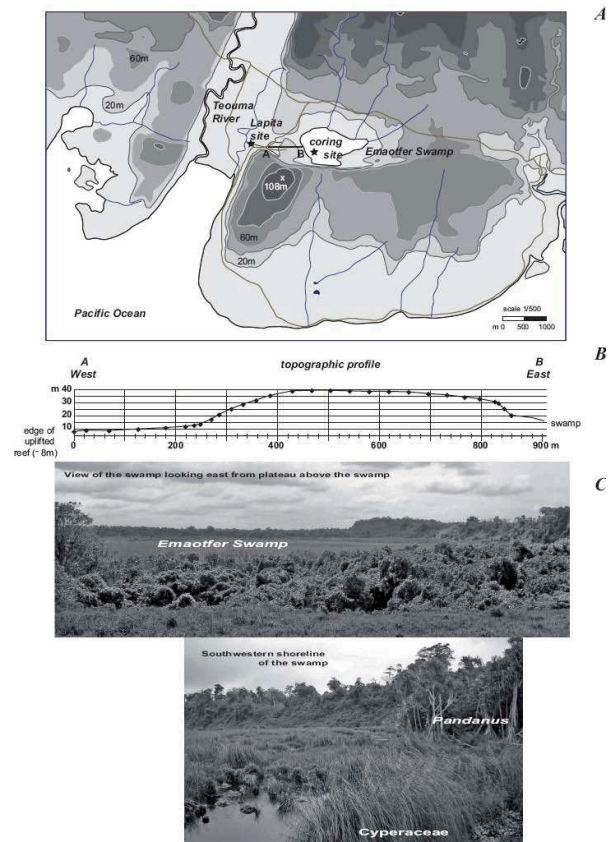 A
60m
20m
Teouma
River
Lapita
site
coring
site
Emaotfer Swamp
A
B
x
108m
60m
20m
Pacific Ocean
scale 1/500
m 0 500 1000
B
A
West
topographic profile
B
East
m 40
30
20
10
edge of
uplifted
reef (~ 8m)
swamp
0 200 400 600 800 900 m
C
View of the swamp looking east from plateau above the swamp
Emaotfer Swamp
Southwestern shoreline
of the swamp
Pandanus
Cyperaceae